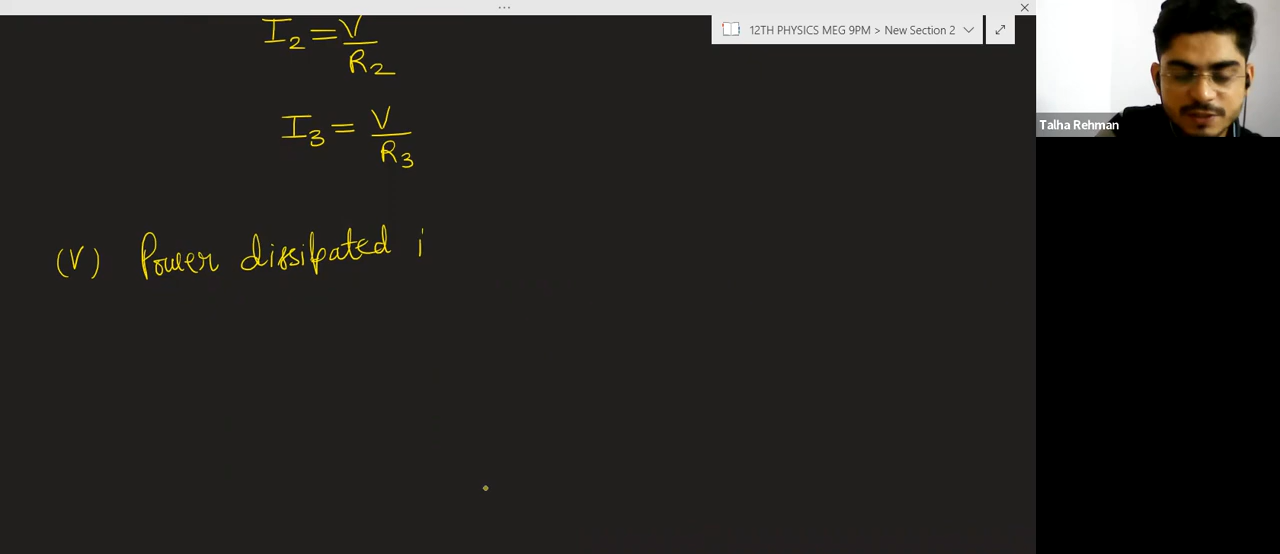 I₂ = V/R₂
12TH PHYSICS MEG 9PM > New Section 2
Talha Rehman
I₃ = V/R₃
(V) Power dissipated i